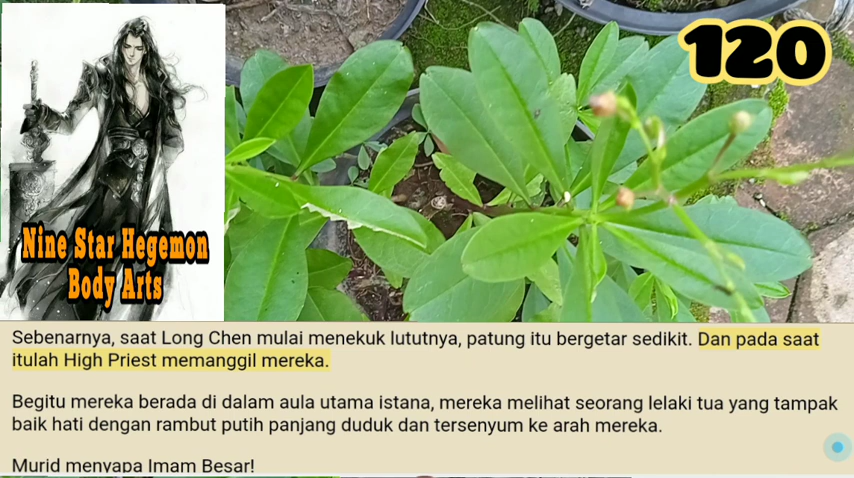 120
Nine Star Hegemon
Body Arts
Sebenarnya, saat Long Chen mulai menekuk lututnya, patung itu bergetar sedikit. Dan pada saat
itulah High Priest memanggil mereka.
Begitu mereka berada di dalam aula utama istana, mereka melihat seorang lelaki tua yang tampak
baik hati dengan rambut putih panjang duduk dan tersenyum ke arah mereka.
Murid menyapa Imam Besar!